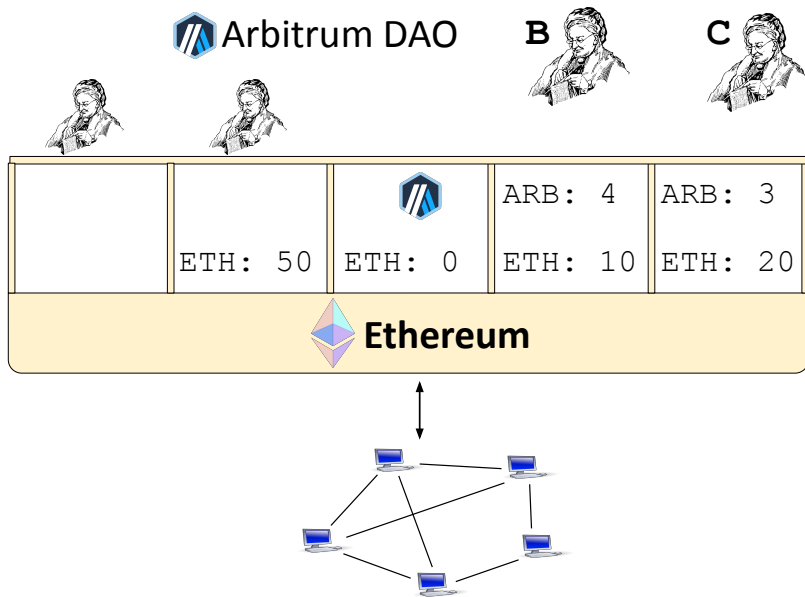 Arbitrum DAO
B
C
ARB: 4
ARB: 3
ETH: 50
ETH: 0
ETH: 10
ETH: 20
Ethereum